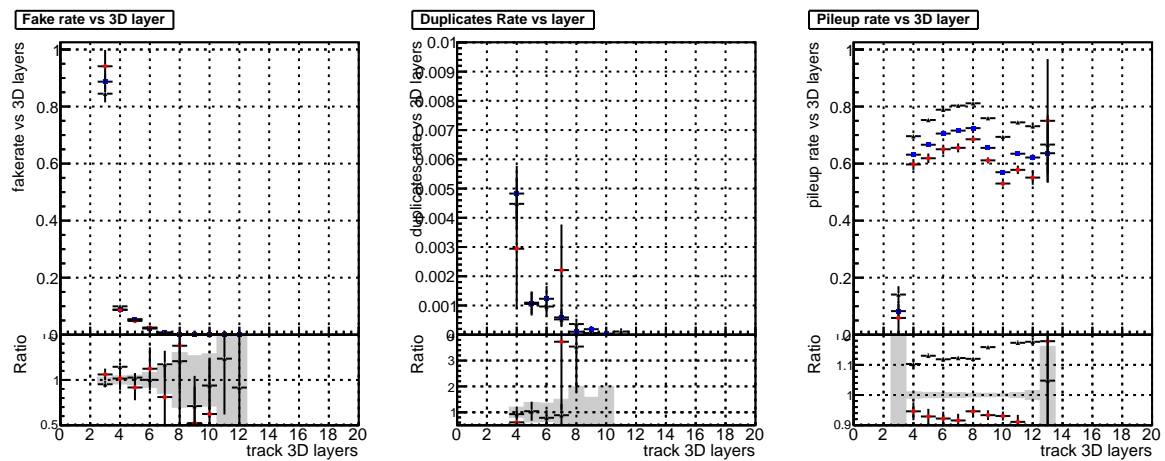 Fake rate vs 3D layer
fakerate vs 3D layers
1
0.8
0.6
0.4
0.2
0
Ratio
1
0.5
0 2 4 6 8 10 12 14 16 18 20
track 3D layers
Duplicates Rate vs layer
duplicates rate vs 3D layers
0.01
0.009
0.008
0.007
0.006
0.005
0.004
0.003
0.002
0.001
0
Ratio
3
2
1
0 2 4 6 8 10 12 14 16 18 20
track 3D layers
Pileup rate vs 3D layer
pileup rate vs 3D layers
1
0.8
0.6
0.4
0.2
0
Ratio
1.1
1
0.9
0 2 4 6 8 10 12 14 16 18 20
track 3D layers